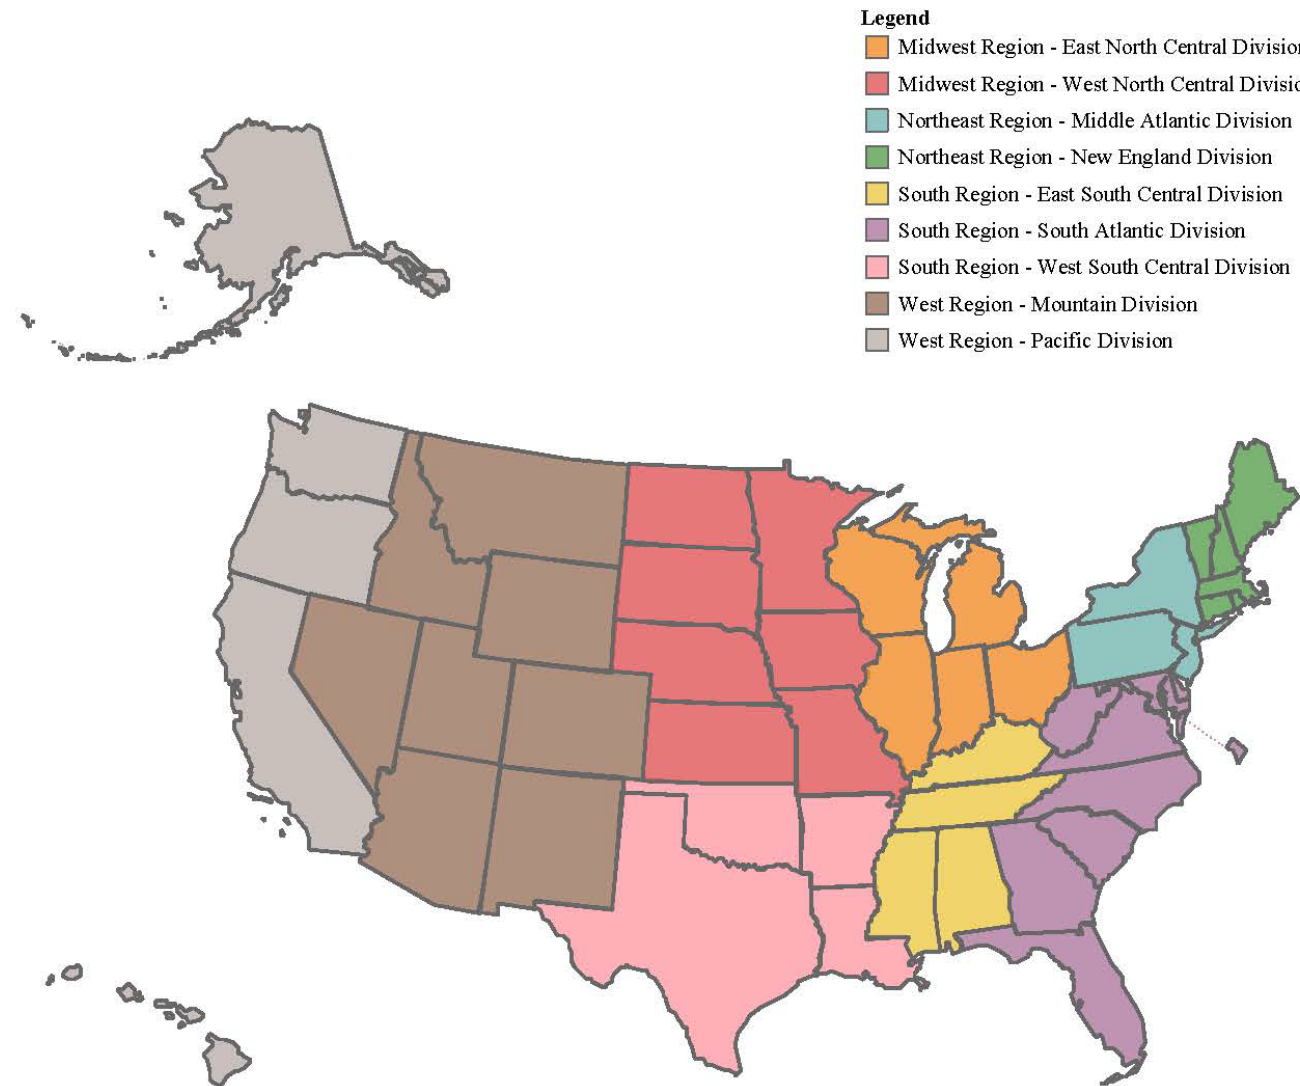 Legend
Midwest Region - East North Central Division
Midwest Region - West North Central Divisio
Northeast Region - Middle Atlantic Division
Northeast Region - New England Division
South Region - East South Central Division
South Region - South Atlantic Division
South Region - West South Central Division
West Region - Mountain Division
West Region - Pacific Division